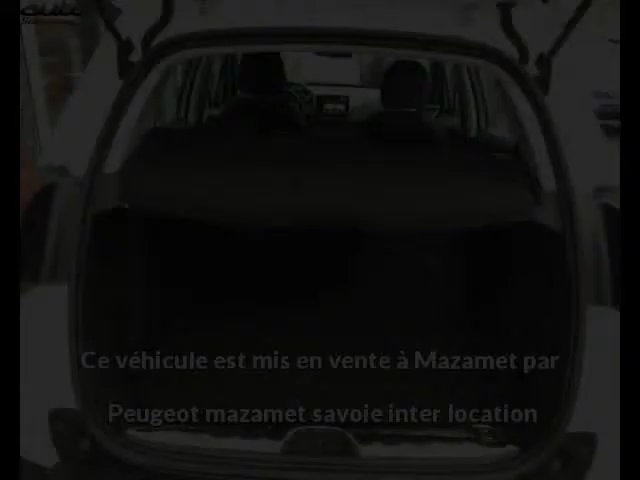 Ce véhicule est mis en vente à Mazamet par
Peugeot mazamet savoie inter location